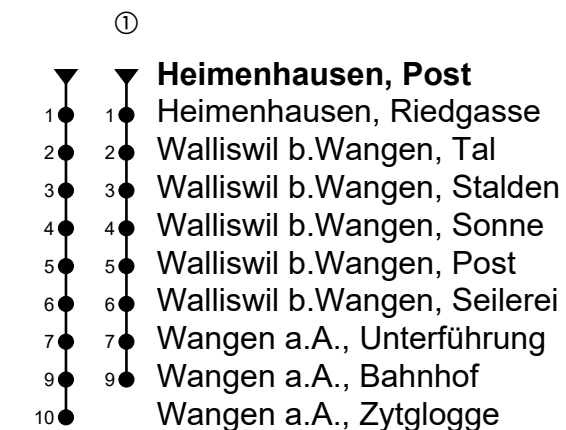 ①
Heimenhausen, Post
1 1 Heimenhausen, Riedgasse
2 2 Walliswil b.Wangen, Tal
3 3 Walliswil b.Wangen, Stalden
4 4 Walliswil b.Wangen, Sonne
5 5 Walliswil b.Wangen, Post
6 6 Walliswil b.Wangen, Seilerei
7 7 Wangen a.A., Unterführung
9 9 Wangen a.A., Bahnhof
10 Wangen a.A., Zytglogge